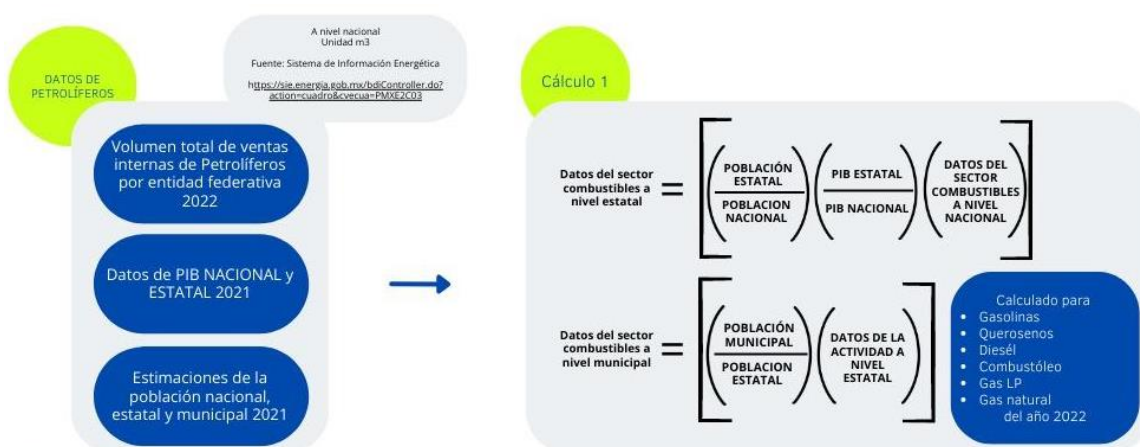 DATOS DE
PETROLÍFEROS
A nivel nacional
Unidad m3
Fuente: Sistema de Información Energética
https://sie.energia.gob.mx/bdiController.do?
action=cuadro&cvecua=PMXE2C03
Volumen total de ventas
internas de Petrolíferos
por entidad federativa
2022
Datos de PIB NACIONAL y
ESTATAL 2021
Estimaciones de la
población nacional,
estatal y municipal 2021
Cálculo 1
Datos del sector
combustibles a
nivel estatal
=
POBLACIÓN
ESTATAL
POBLACION
NACIONAL
PIB ESTATAL
PIB NACIONAL
DATOS DEL
SECTOR
COMBUSTIBLES
A NIVEL
NACIONAL
Datos del sector
combustibles a
nivel municipal
=
POBLACIÓN
MUNICIPAL
POBLACION
ESTATAL
DATOS DE LA
ACTIVIDAD A
NIVEL
ESTATAL
Calculado para
• Gasolinas
• Querosenos
• Diesél
• Combustóleo
• Gas LP
• Gas natural
del año 2022